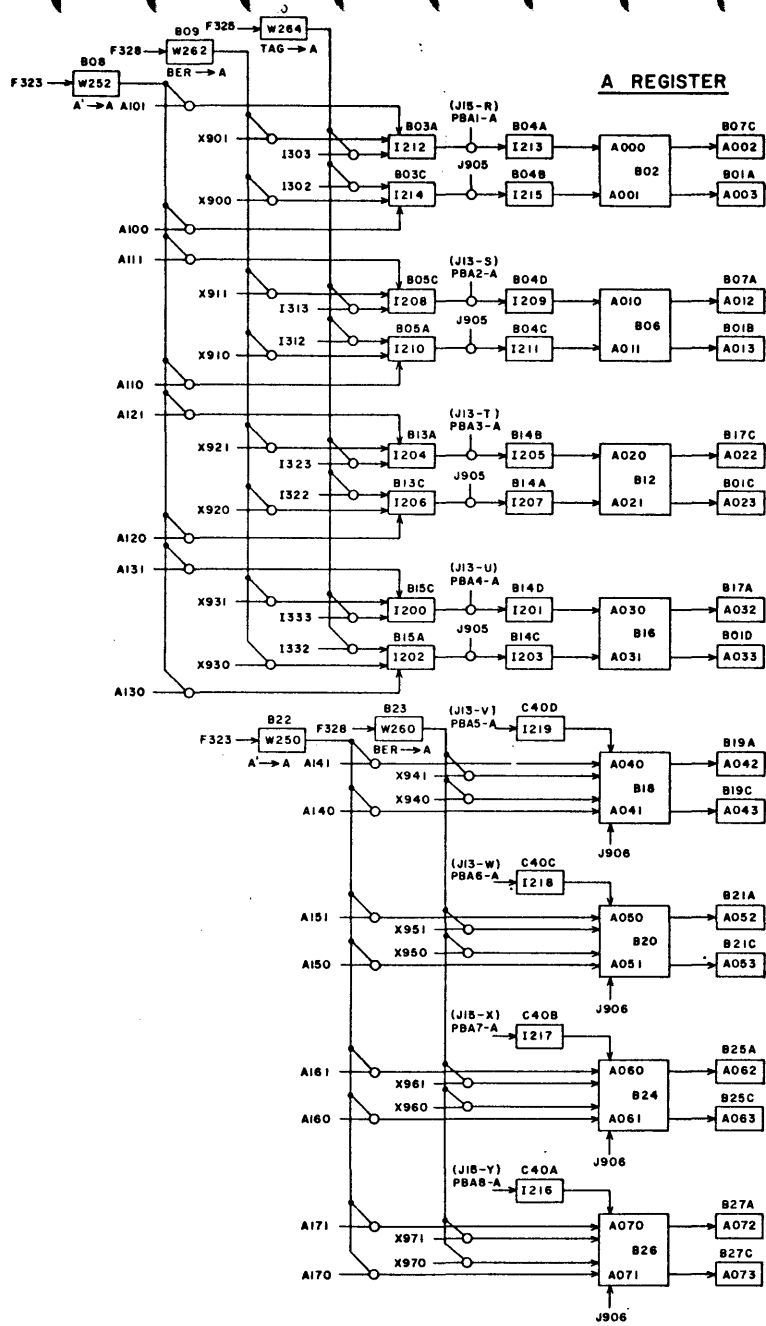 F325 W264
TAG → A
B09
F328 W262
BER → A
B08
F323 W252
A' → A
A REGISTER
A101
X901
I303
B03A
I212
(J15-R)
PBA1-A
B04A
I213
A000
B02
A001
B07C
A002
I302
X900
B03C
I214
J905
B04B
I215
B01A
A003
A100
A111
X911
I313
B05C
I208
(J13-S)
PBA2-A
B04D
I209
A010
B06
A011
B07A
A012
I312
X910
B05A
I210
J905
B04C
I211
B01B
A013
A110
A121
X921
I323
B13A
I204
(J13-T)
PBA3-A
B14B
I205
A020
B12
A021
B17C
A022
I322
X920
B13C
I206
J905
B14A
I207
B01C
A023
A120
A131
X931
I333
B15C
I200
(J13-U)
PBA4-A
B14D
I201
A030
B16
A031
B17A
A032
I332
X930
B15A
I202
J905
B14C
I203
B01D
A033
A130
B22
F323 W250
A' → A
B23
F328 W260
BER → A
(J13-V)
PBA5-A
C40D
I219
A141
X941
X940
A140
A040
B18
A041
J906
B19A
A042
B19C
A043
(J13-W)
PBA6-A
C40C
I218
A151
X951
X950
A150
A050
B20
A051
J906
B21A
A052
B21C
A053
(J15-X)
PBA7-A
C40B
I217
A161
X961
X960
A160
A060
B24
A061
J906
B25A
A062
B25C
A063
(J15-Y)
PBA8-A
C40A
I216
A171
X971
X970
A170
A070
B26
A071
J906
B27A
A072
B27C
A073